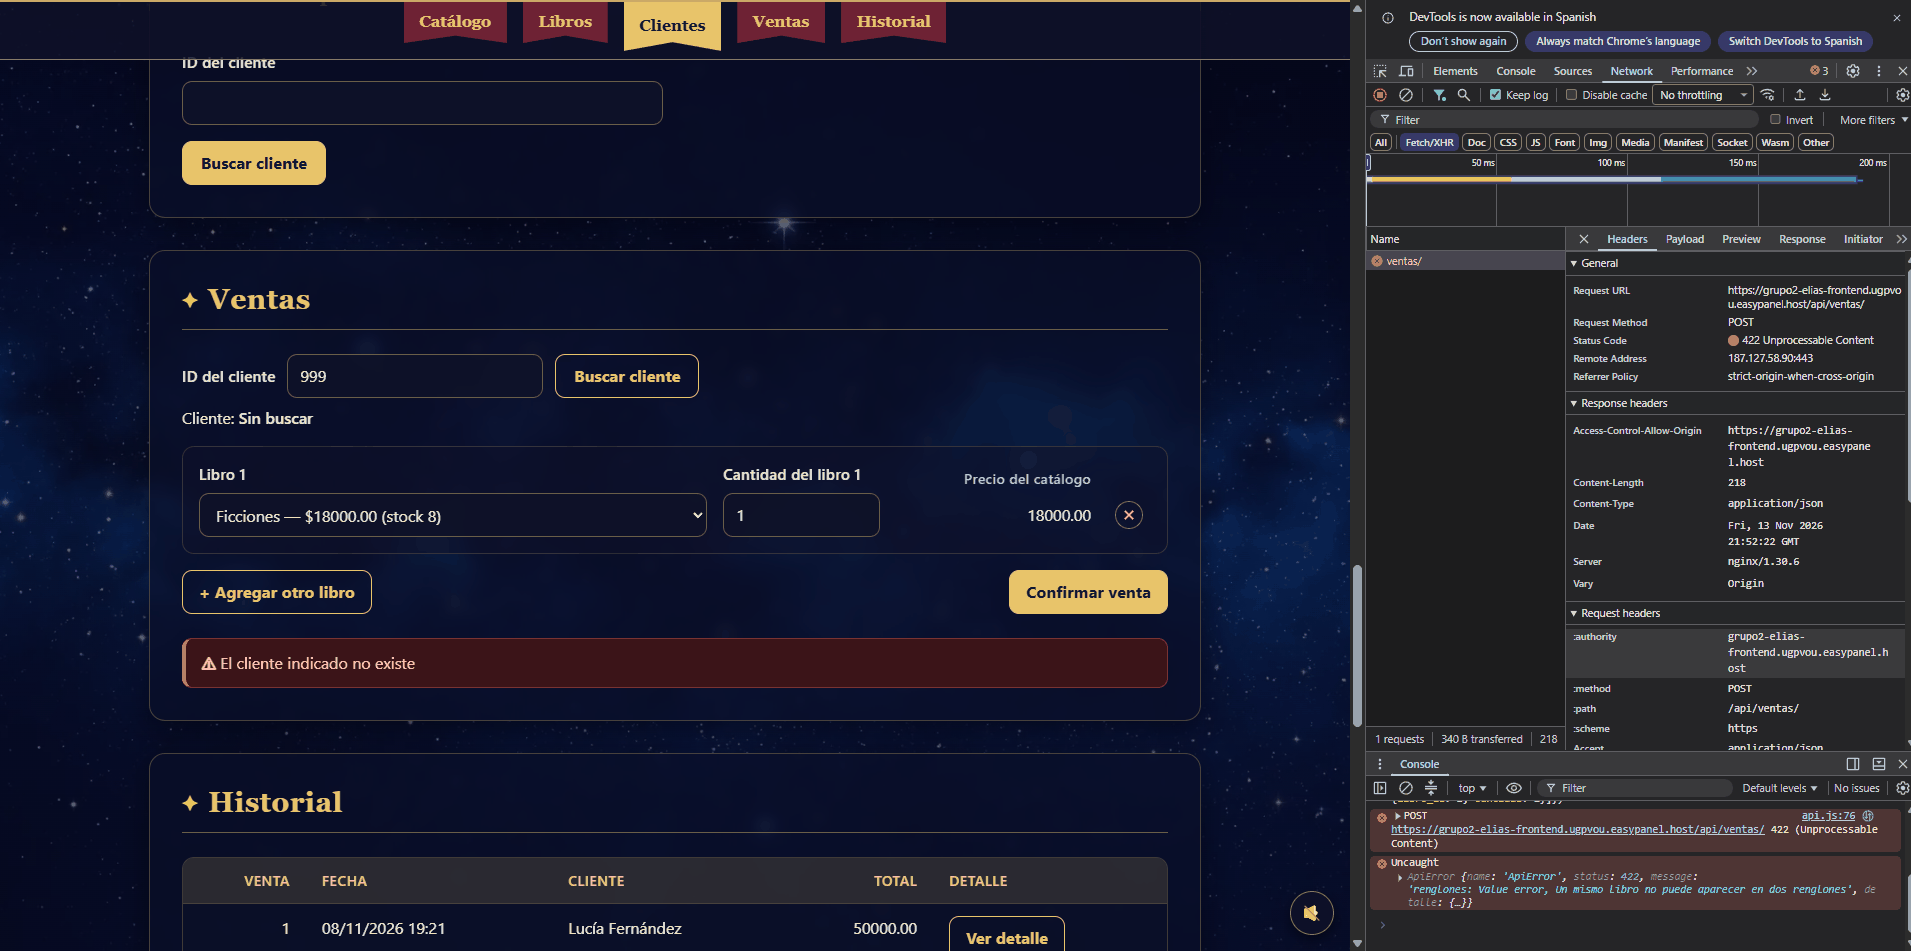 Catálogo
Libros
Clientes
Ventas
Historial
ID del cliente
Buscar cliente
Ventas
ID del cliente
999
Buscar cliente
Cliente: Sin buscar
Libro 1
Cantidad del libro 1
Precio del catálogo
Ficciones — $18000.00 (stock 8)
1
18000.00
+ Agregar otro libro
Confirmar venta
El cliente indicado no existe
Historial
VENTA
FECHA
CLIENTE
TOTAL
DETALLE
1
08/11/2026 19:21
Lucía Fernández
50000.00
Ver detalle
DevTools is now available in Spanish
Don't show again
Always match Chrome's language
Switch DevTools to Spanish
Elements
Console
Sources
Network
Performance
3
Keep log
Disable cache
No throttling
Filter
Invert
More filters
All
Fetch/XHR
Doc
CSS
JS
Font
Img
Media
Manifest
Socket
Wasm
Other
50 ms
100 ms
150 ms
200 ms
Name
ventas/
Headers
Payload
Preview
Response
Initiator
General
Request URL
https://grupo2-elias-frontend.ugpvo
u.easypanel.host/api/ventas/
Request Method
POST
Status Code
422 Unprocessable Content
Remote Address
187.127.58.90:443
Referrer Policy
strict-origin-when-cross-origin
Response headers
Access-Control-Allow-Origin
https://grupo2-elias-
frontend.ugpvou.easypane
l.host
Content-Length
218
Content-Type
application/json
Date
Fri, 13 Nov 2026
21:52:22 GMT
Server
nginx/1.30.6
Vary
Origin
Request headers
:authority
grupo2-elias-
frontend.ugpvou.easypanel.h
ost
:method
POST
:path
/api/ventas/
:scheme
https
Accept
application/json
1 requests
340 B transferred
218
Console
top
Filter
Default levels
No issues
POST
api.js:76
https://grupo2-elias-frontend.ugpvou.easypanel.host/api/ventas/ 422 (Unprocessable
Content)
Uncaught
ApiError {name: 'ApiError', status: 422, message:
'renglones: Value error, Un mismo libro no puede aparecer en dos renglones', de
talle: {…}}